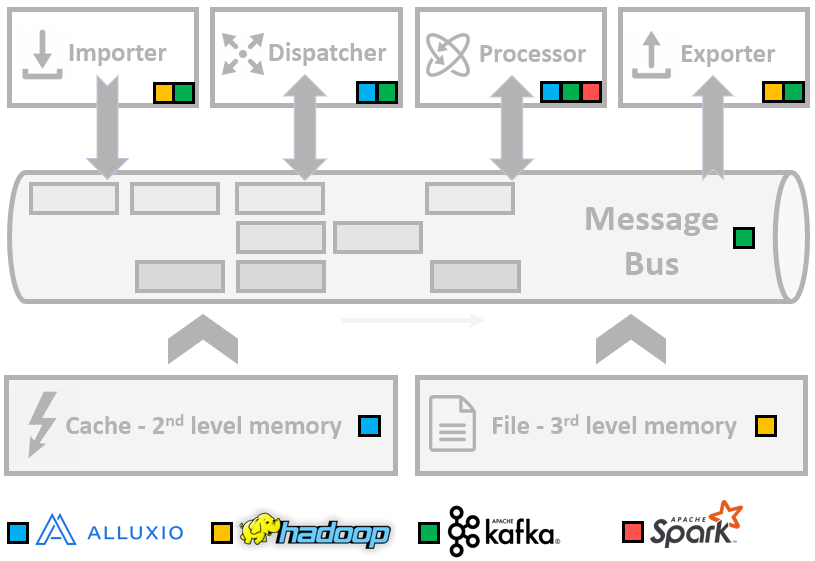 Importer
Dispatcher
Processor
Exporter
Message
Bus
Cache - 2nd level memory
File - 3rd level memory
ALLUXIO
hadoop
APACHE
kafka®
APACHE
Spark™